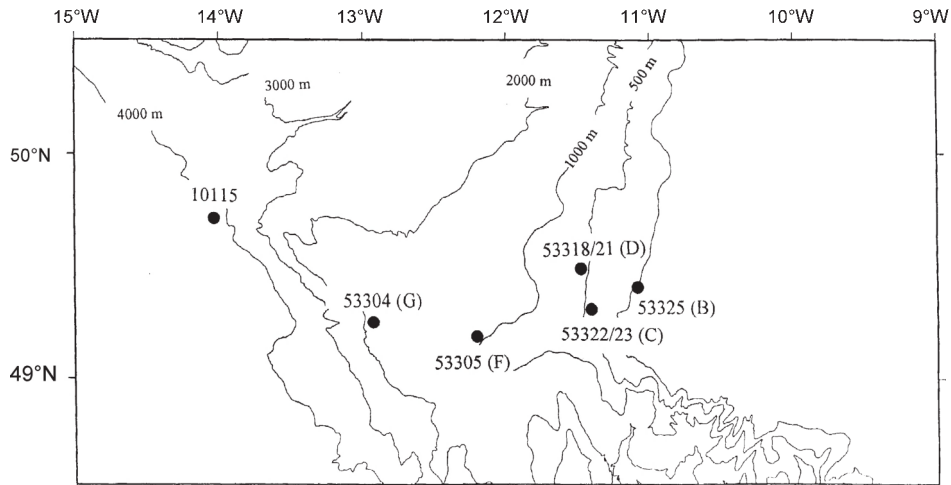 15°W 14°W 13°W 12°W 11°W 10°W 9°W
500 m
3000 m
2000 m
4000 m
1000 m
50°N
10115
53318/21 (D)
53304 (G)
53325 (B)
53322/23 (C)
53305 (F)
49°N